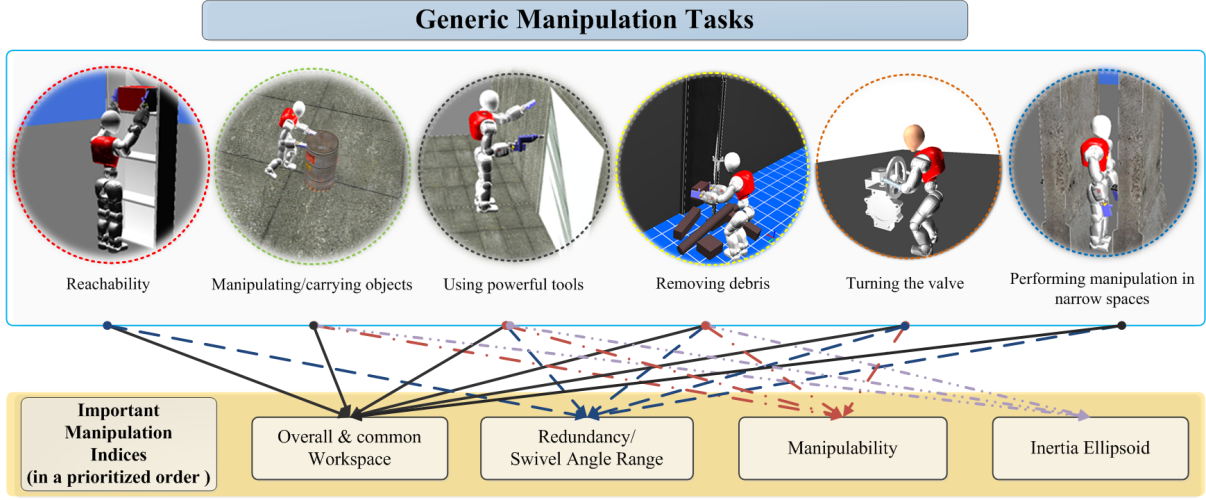 Generic Manipulation Tasks
Reachability
Manipulating/carrying objects
Using powerful tools
Removing debris
Turning the valve
Performing manipulation in
narrow spaces
Important
Manipulation
Indices
(in a prioritized order )
Overall & common
Workspace
Redundancy/
Swivel Angle Range
Manipulability
Inertia Ellipsoid